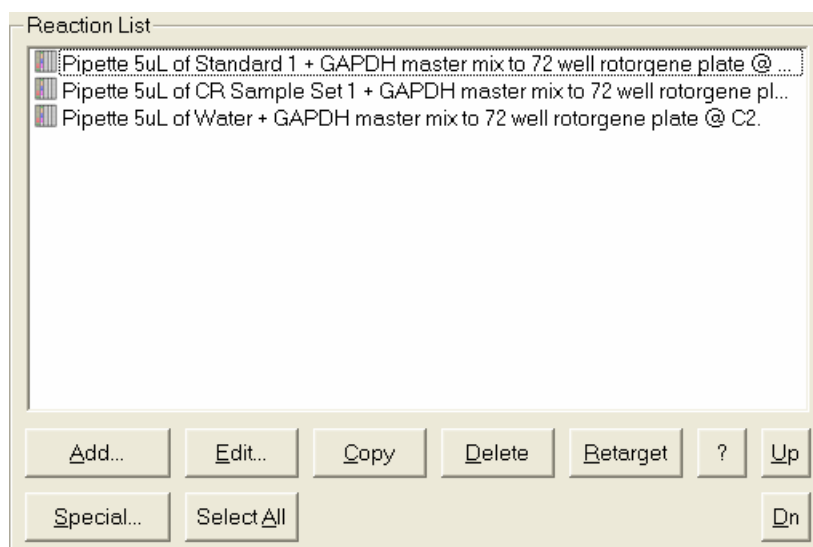 Reaction List
Pipette 5uL of Standard 1 + GAPDH master mix to 72 well rotorgene plate @ ...
Pipette 5uL of CR Sample Set 1 + GAPDH master mix to 72 well rotorgene pl...
Pipette 5uL of Water + GAPDH master mix to 72 well rotorgene plate @ C2.
Add... Edit... Copy Delete Retarget ? Up
Special... Select All Dn